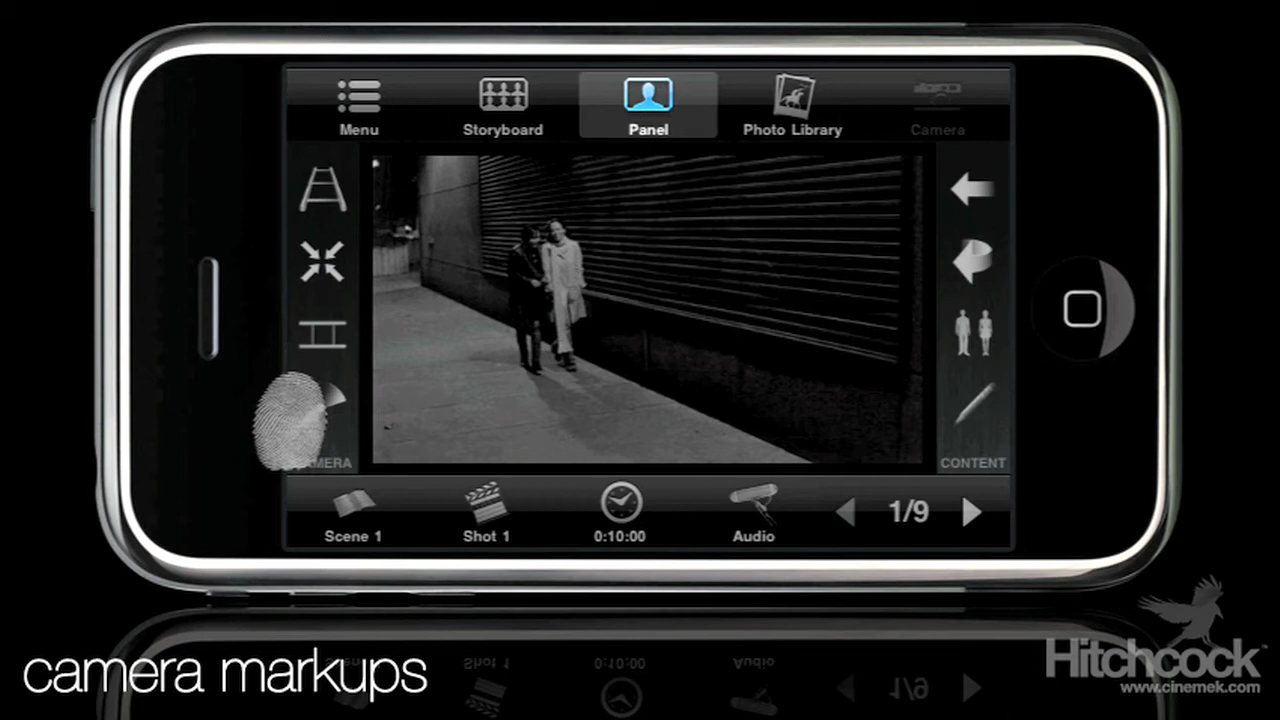 Menu
Storyboard
Panel
Photo Library
Camera
CONTENT
Scene 1
Shot 1
0:10:00
Audio
1/9
camera markups
Hitchcock
www.cinemek.com